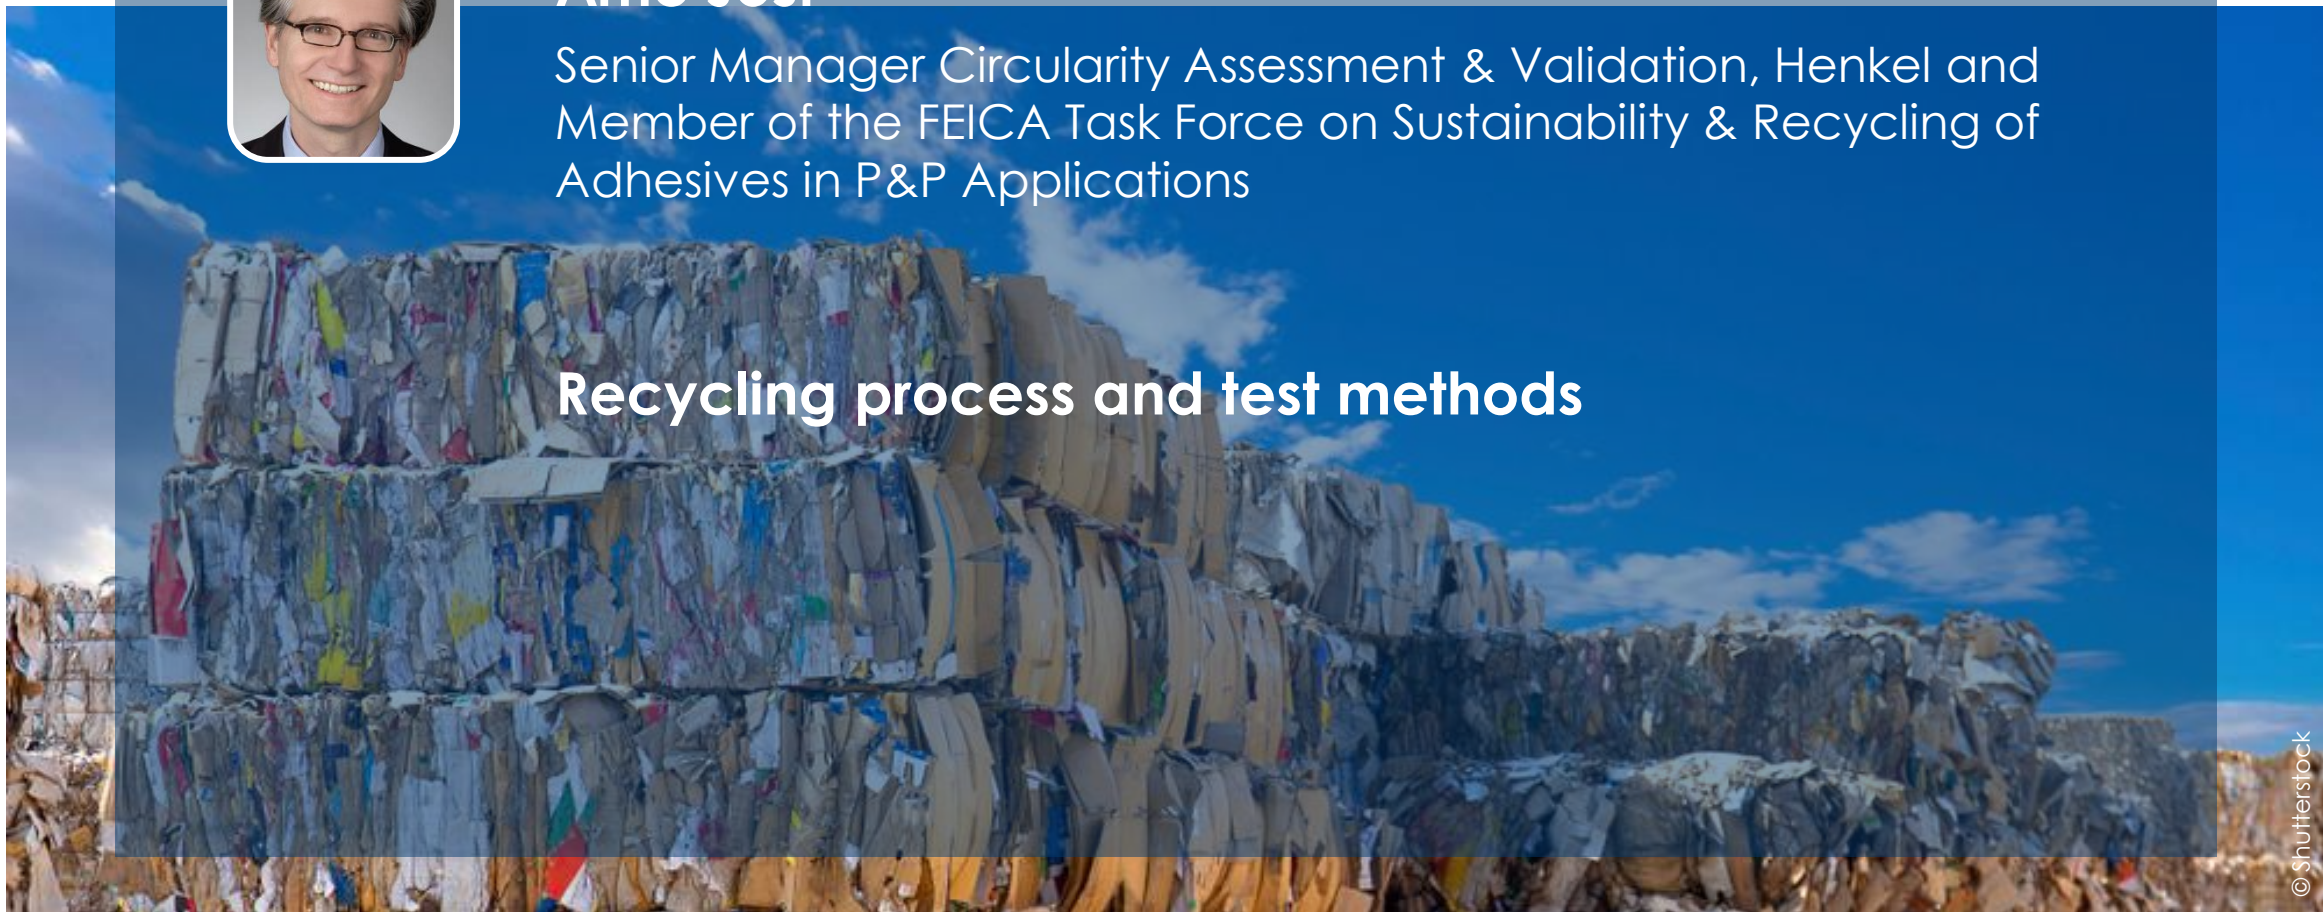 Senior Manager Circularity Assessment & Validation, Henkel and
Member of the FEICA Task Force on Sustainability & Recycling of
Adhesives in P&P Applications
Recycling process and test methods
© Shutterstock